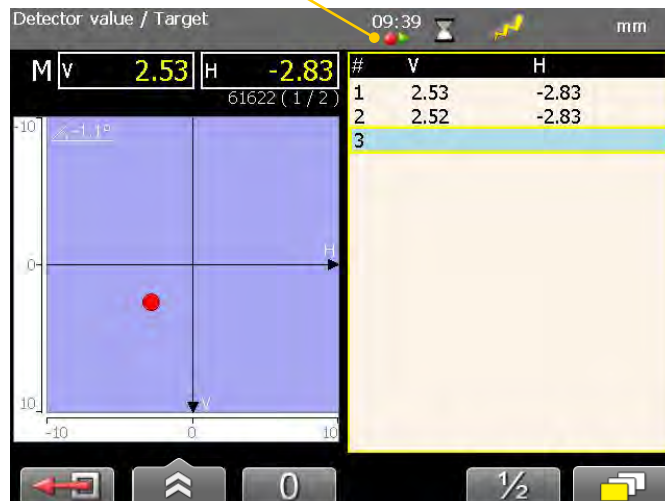 Detector value / Target
09:39
mm
M V 2.53 H -2.83
61622 ( 1 / 2 )
# V H
1 2.53 -2.83
2 2.52 -2.83
3
-10
-1.1°
H
0
10
V
-10 0 10
0
½